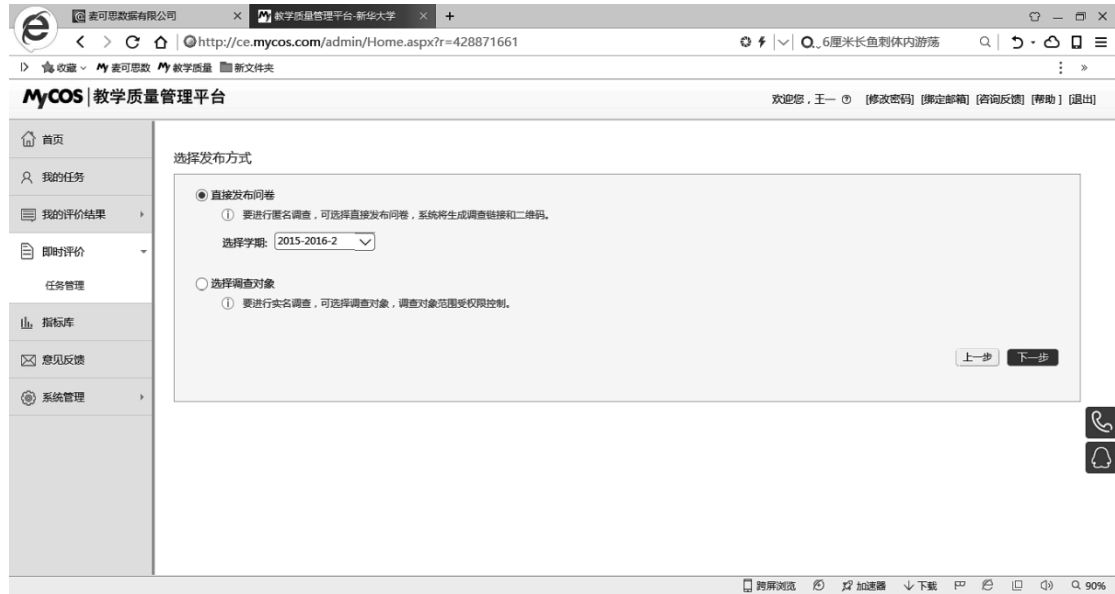 麦可思数据有限公司 × My 教学质量管理平台-新华大学 × +
http://ce.mycos.com/admin/Home.aspx?r=428871661 6厘米长鱼刺体内游荡
收藏 My 麦可思数 My 教学质量 新文件夹
MyCOS 教学质量管理平台 欢迎您，王一 [修改密码] [绑定邮箱] [咨询反馈] [帮助] [退出]
首页
选择发布方式
我的任务
直接发布问卷
我的评价结果
要进行匿名调查，可选择直接发布问卷，系统将生成调查链接和二维码。
选择学期: 2015-2016-2
即时评价
任务管理
选择调查对象
要进行实名调查，可选择调查对象，调查对象范围受权限控制。
指标库
意见反馈
上一步 下一步
系统管理
跨屏浏览 加速器 下载 90%